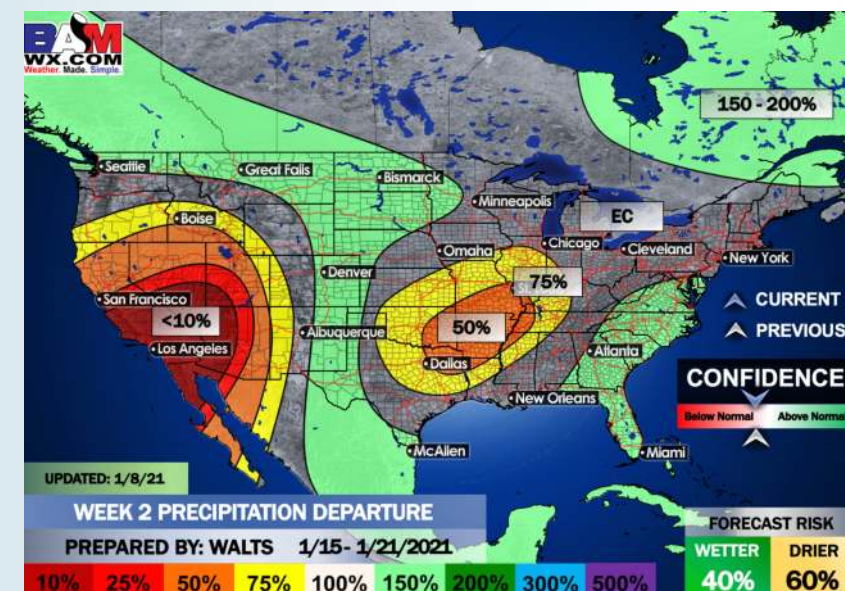 BAM
WX.COM
Weather. Made. Simple.
150 - 200%
Seattle
Great Falls
Bismarck
Minneapolis
EC
Boise
Omaha
Chicago
Cleveland
New York
Denver
75%
San Francisco
<10%
50%
CURRENT
Los Angeles
Albuquerque
PREVIOUS
Dallas
Atlanta
CONFIDENCE
New Orleans
Below Normal Above Normal
McAllen
Miami
UPDATED: 1/8/21
WEEK 2 PRECIPITATION DEPARTURE
PREPARED BY: WALTS 1/15- 1/21/2021
10% 25% 50% 75% 100% 150% 200% 300% 500%
FORECAST RISK
WETTER DRIER
40% 60%